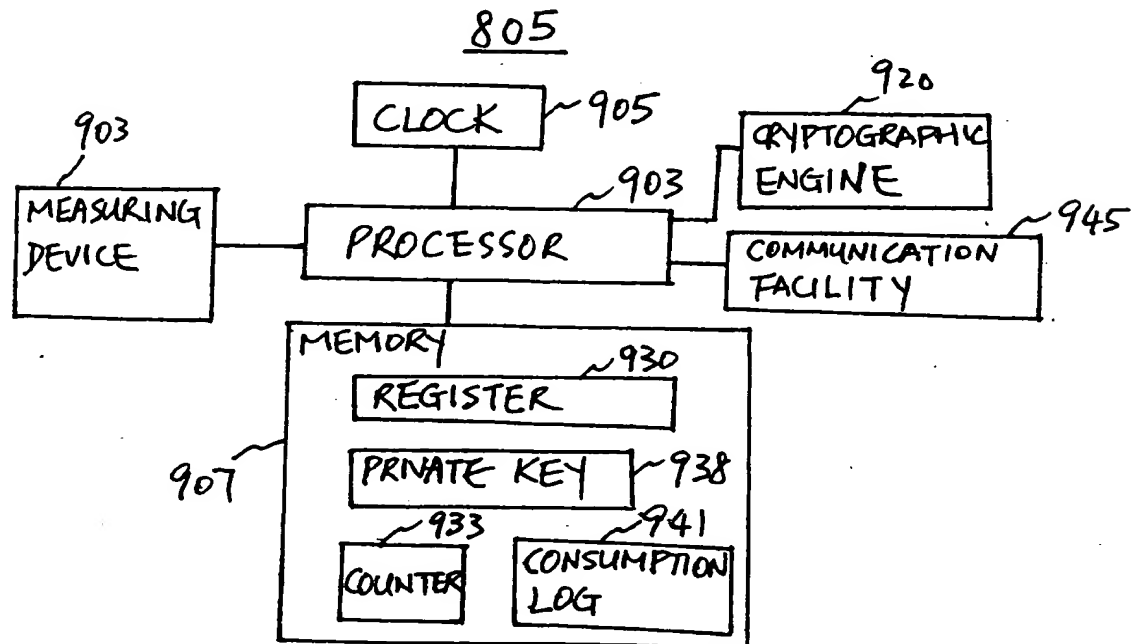 805
903
CLOCK
905
920
CRYPTOGRAPHIC
ENGINE
MEASURING
DEVICE
903
PROCESSOR
945
COMMUNICATION
FACILITY
MEMORY
930
REGISTER
907
PRIVATE KEY
938
933
COUNTER
941
CONSUMPTION
LOG